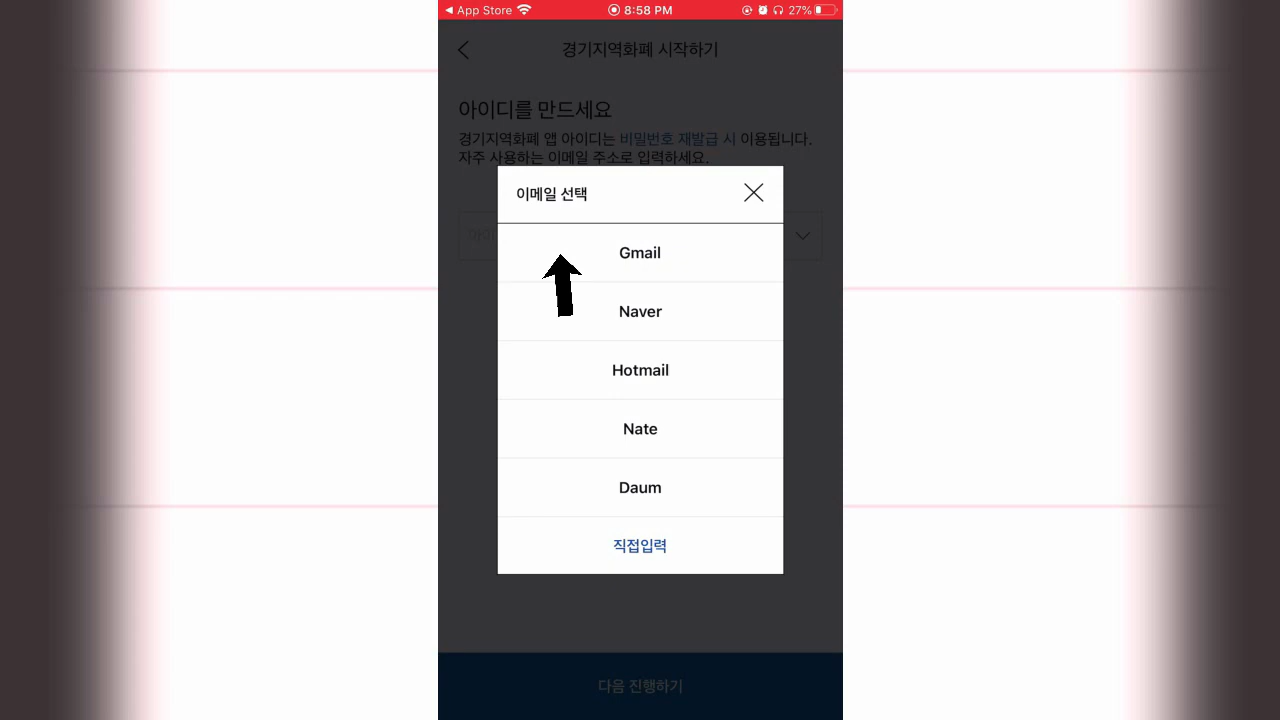 ◀ App Store 8:58 PM 27%
경기지역화폐 시작하기
아이디를 만드세요
경기지역화폐 앱 아이디는 비밀번호 재발급 시 이용됩니다.
자주 사용하는 이메일 주소로 입력하세요.
이메일 선택
Gmail
Naver
Hotmail
Nate
Daum
직접입력
다음 진행하기